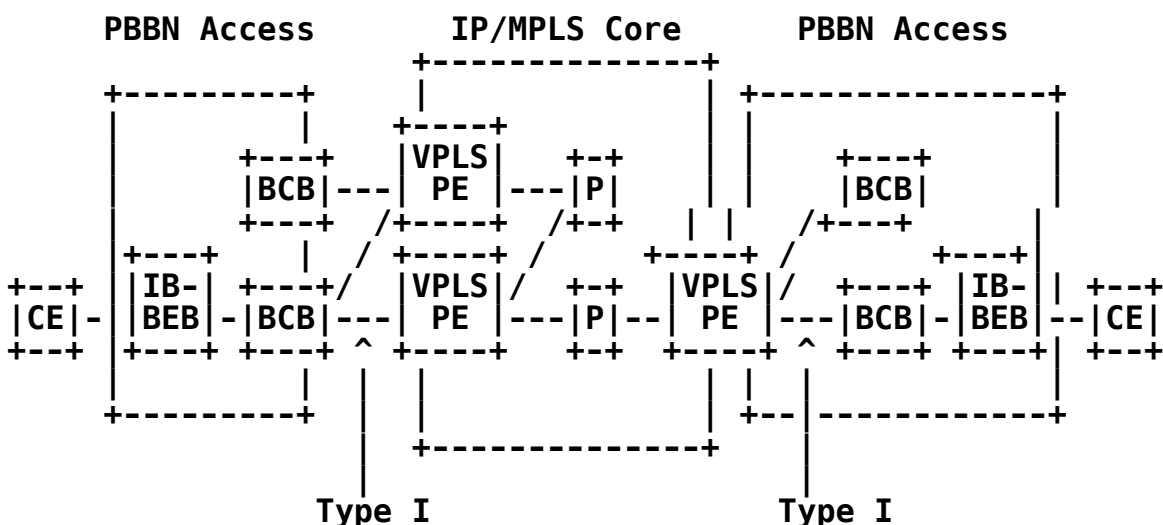 PBBN Access IP/MPLS Core PBBN Access
VPLS
BCB PE P BCB
IB- VPLS VPLS IB-
CE BEB BCB PE P PE BCB BEB CE
Type I Type I